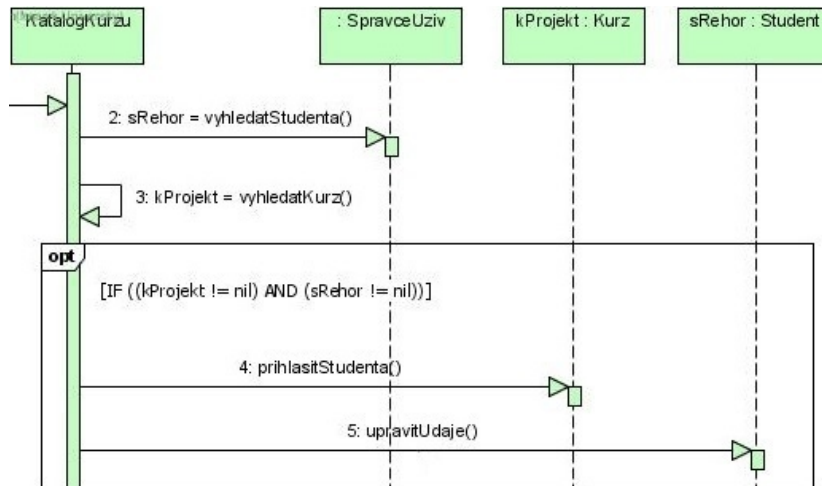 KatalogKurzu
: SpravceUziv
kProjekt : Kurz
sRehor : Student
2: sRehor = vyhledatStudenta()
3: kProjekt = vyhledatKurz()
opt
[IF ((kProjekt != nil) AND (sRehor != nil))]
4: prihlasitStudenta()
5: upravitUdaje()